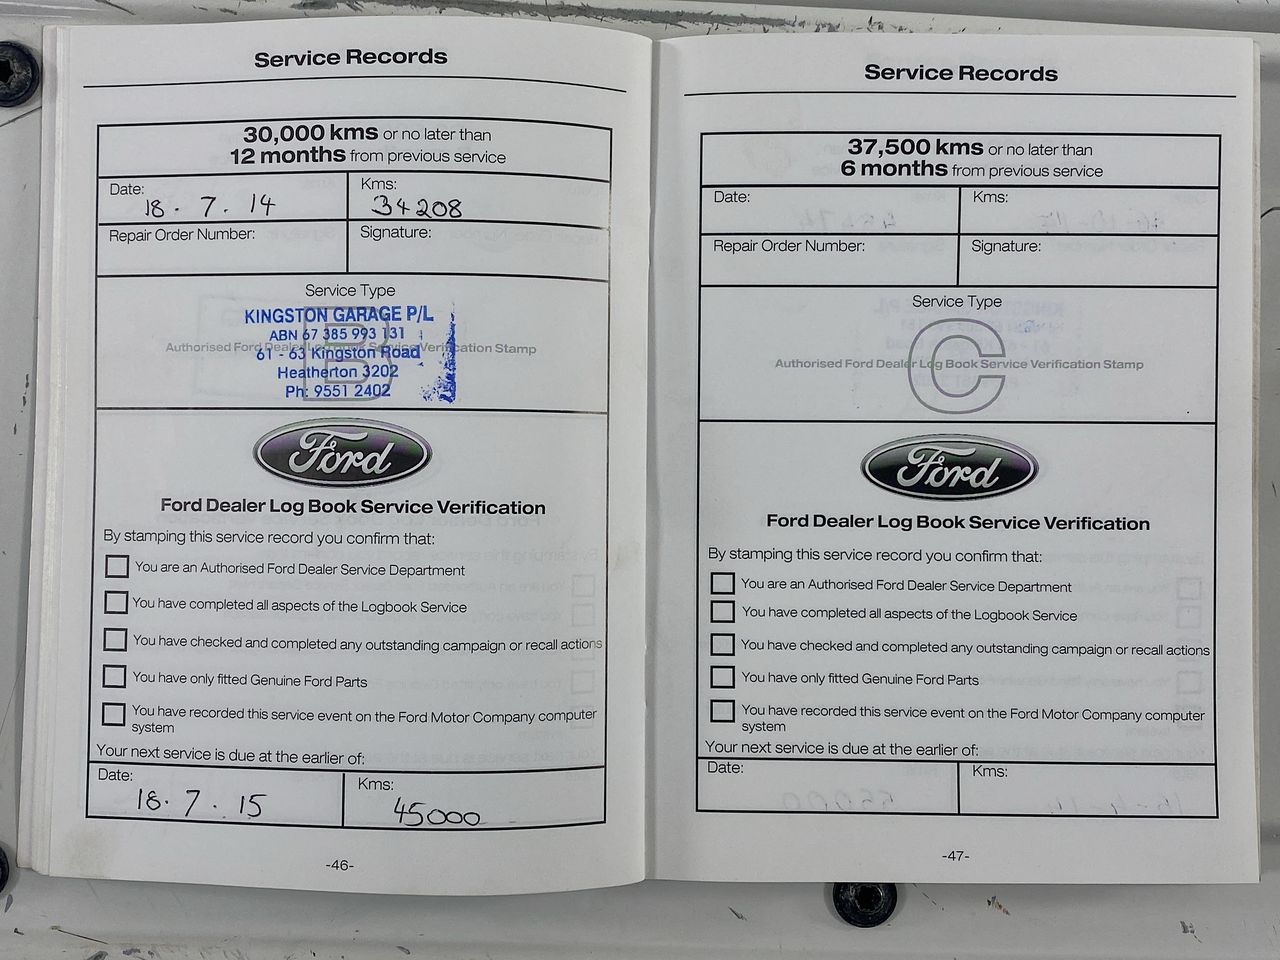 Service Records
30,000 kms or no later than
12 months from previous service
Date:
18. 7. 14
Kms:
34208
Repair Order Number:
Signature:
Service Type
B
Authorised Ford Dealer Log Book Service Verification Stamp
KINGSTON GARAGE P/L
ABN 67 385 993 131
61 - 63 Kingston Road
Heatherton 3202
Ph: 9551 2402
Ford
Ford Dealer Log Book Service Verification
By stamping this service record you confirm that:
You are an Authorised Ford Dealer Service Department
You have completed all aspects of the Logbook Service
You have checked and completed any outstanding campaign or recall actions
You have only fitted Genuine Ford Parts
You have recorded this service event on the Ford Motor Company computer
system
Your next service is due at the earlier of:
Date:
18. 7. 15
Kms:
45000
-46-
Service Records
37,500 kms or no later than
6 months from previous service
Date:
Kms:
Repair Order Number:
Signature:
Service Type
C
Authorised Ford Dealer Log Book Service Verification Stamp
Ford
Ford Dealer Log Book Service Verification
By stamping this service record you confirm that:
You are an Authorised Ford Dealer Service Department
You have completed all aspects of the Logbook Service
You have checked and completed any outstanding campaign or recall actions
You have only fitted Genuine Ford Parts
You have recorded this service event on the Ford Motor Company computer
system
Your next service is due at the earlier of:
Date:
Kms:
-47-